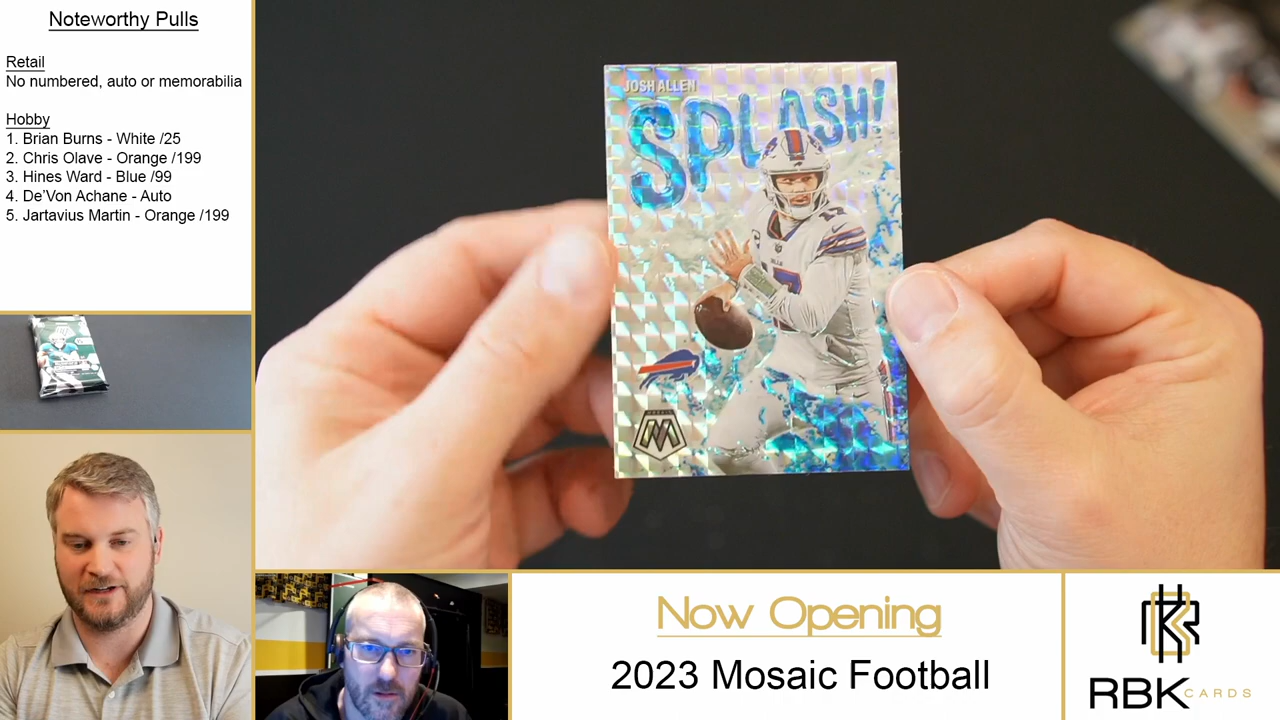 Noteworthy Pulls
Retail
No numbered, auto or memorabilia
Hobby
1. Brian Burns - White /25
2. Chris Olave - Orange /199
3. Hines Ward - Blue /99
4. De'Von Achane - Auto
5. Jartavius Martin - Orange /199
JOSH ALLEN
SPLASH!
17
Now Opening
2023 Mosaic Football
RBK CARDS